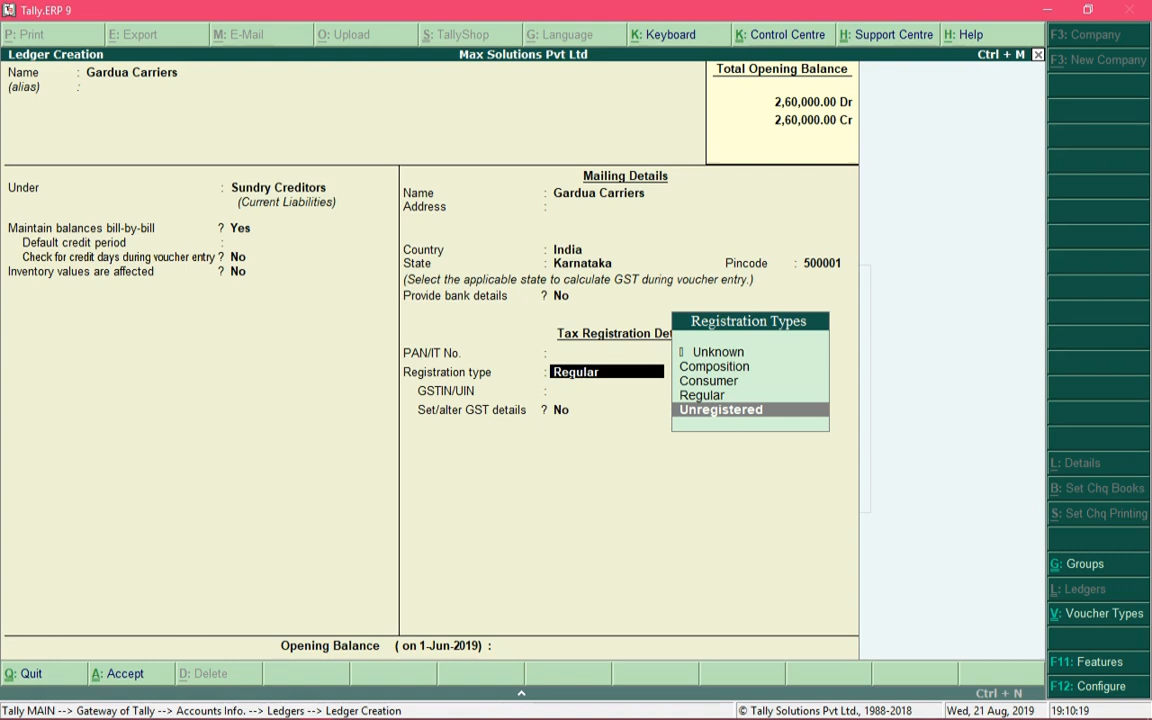 Tally.ERP 9
P: Print E: Export M: E-Mail O: Upload S: TallyShop G: Language K: Keyboard K: Control Centre H: Support Centre H: Help
F3: Company
F3: New Company
Ledger Creation Max Solutions Pvt Ltd Ctrl + M
Name : Gardua Carriers
(alias) :
Total Opening Balance
2,60,000.00 Dr
2,60,000.00 Cr
Under : Sundry Creditors
(Current Liabilities)
Maintain balances bill-by-bill ? Yes
Default credit period :
Check for credit days during voucher entry ? No
Inventory values are affected ? No
Mailing Details
Name : Gardua Carriers
Address :
Country : India
State : Karnataka Pincode : 500001
(Select the applicable state to calculate GST during voucher entry.)
Provide bank details ? No
Tax Registration Det
PAN/IT No. :
Registration type : Regular
GSTIN/UIN :
Set/alter GST details ? No
Registration Types
Unknown
Composition
Consumer
Regular
Unregistered
L: Details
B: Set Chq Books
S: Set Chq Printing
G: Groups
L: Ledgers
V: Voucher Types
F11: Features
F12: Configure
Opening Balance ( on 1-Jun-2019) :
Q: Quit A: Accept D: Delete
Ctrl + N
Tally MAIN --> Gateway of Tally --> Accounts Info. --> Ledgers --> Ledger Creation © Tally Solutions Pvt Ltd., 1988-2018 Wed, 21 Aug, 2019 19:10:19